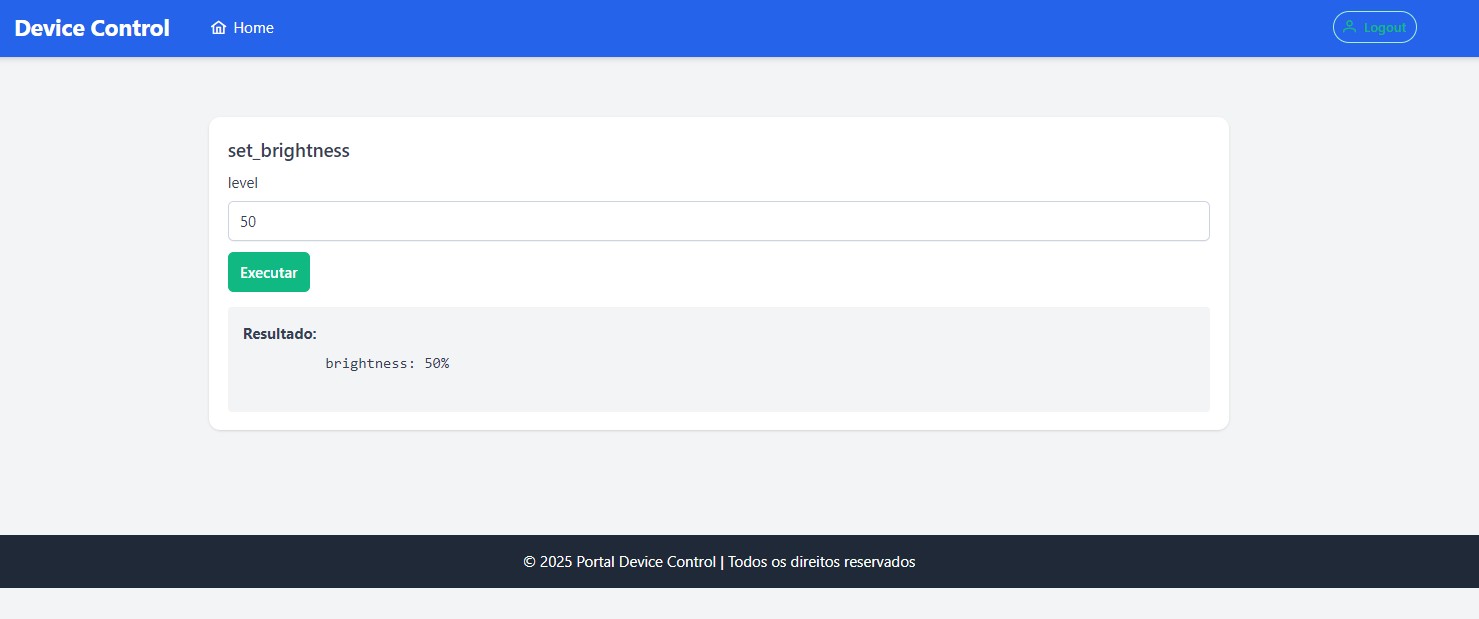 Device Control Home Logout
set_brightness
level
50
Executar
Resultado:
brightness: 50%
© 2025 Portal Device Control | Todos os direitos reservados